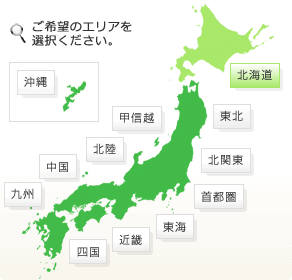 ご希望のエリアを
選択ください。
北海道
沖縄
甲信越
東北
北陸
北関東
中国
九州
首都圏
東海
近畿
四国